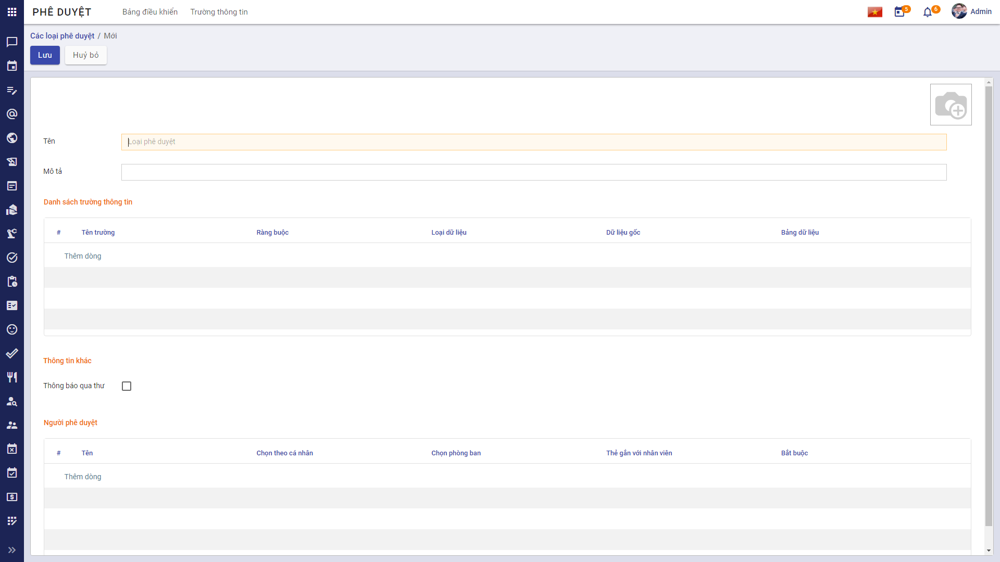 PHÊ DUYỆT
Bảng điều khiển
Trường thông tin
5
6
Admin
Các loại phê duyệt / Mới
Lưu
Huỷ bỏ
Tên
Loại phê duyệt
Mô tả
Danh sách trường thông tin
# Tên trường Ràng buộc Loại dữ liệu Dữ liệu gốc Bảng dữ liệu
Thêm dòng
Thông tin khác
Thông báo qua thư
Người phê duyệt
# Tên Chọn theo cá nhân Chọn phòng ban Thẻ gắn với nhân viên Bắt buộc
Thêm dòng